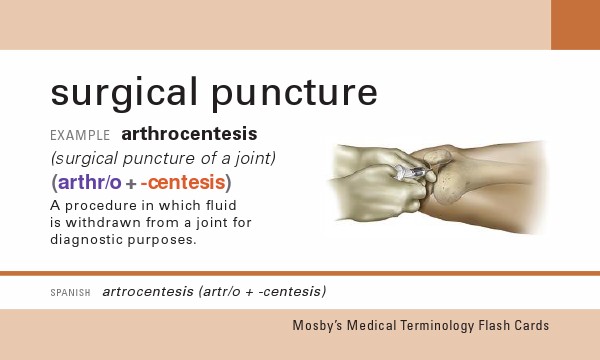 surgical puncture
EXAMPLE arthrocentesis
(surgical puncture of a joint)
(arthr/o + -centesis)
A procedure in which fluid
is withdrawn from a joint for
diagnostic purposes.
SPANISH artrocentesis (artr/o + -centesis)
Mosby's Medical Terminology Flash Cards